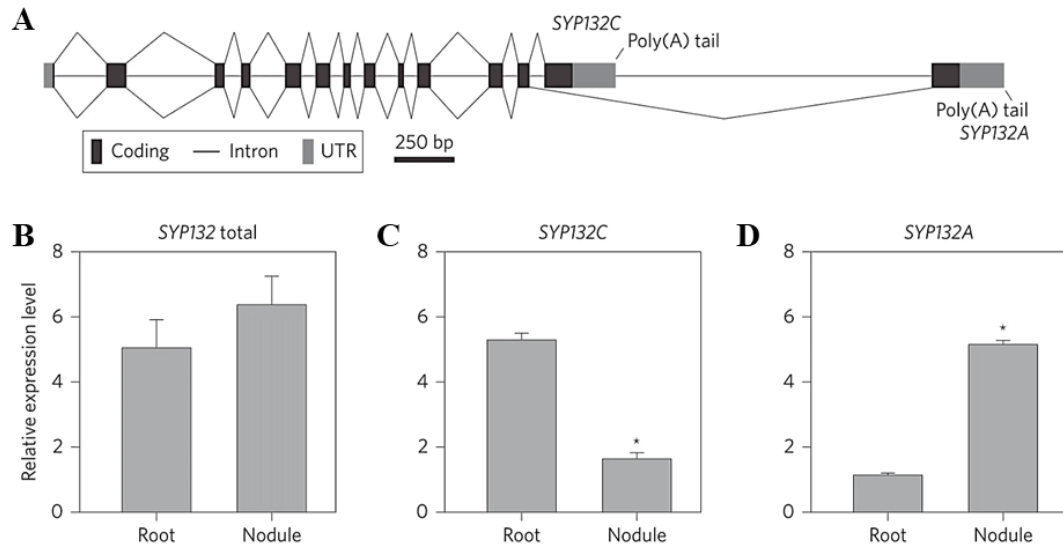 A
SYP132C
Poly(A) tail
Poly(A) tail
SYP132A
Coding
Intron
UTR
250 bp
B
SYP132 total
Relative expression level
8
6
4
2
0
Root
Nodule
C
SYP132C
8
6
4
2
0
*
Root
Nodule
D
SYP132A
8
6
4
2
0
*
Root
Nodule